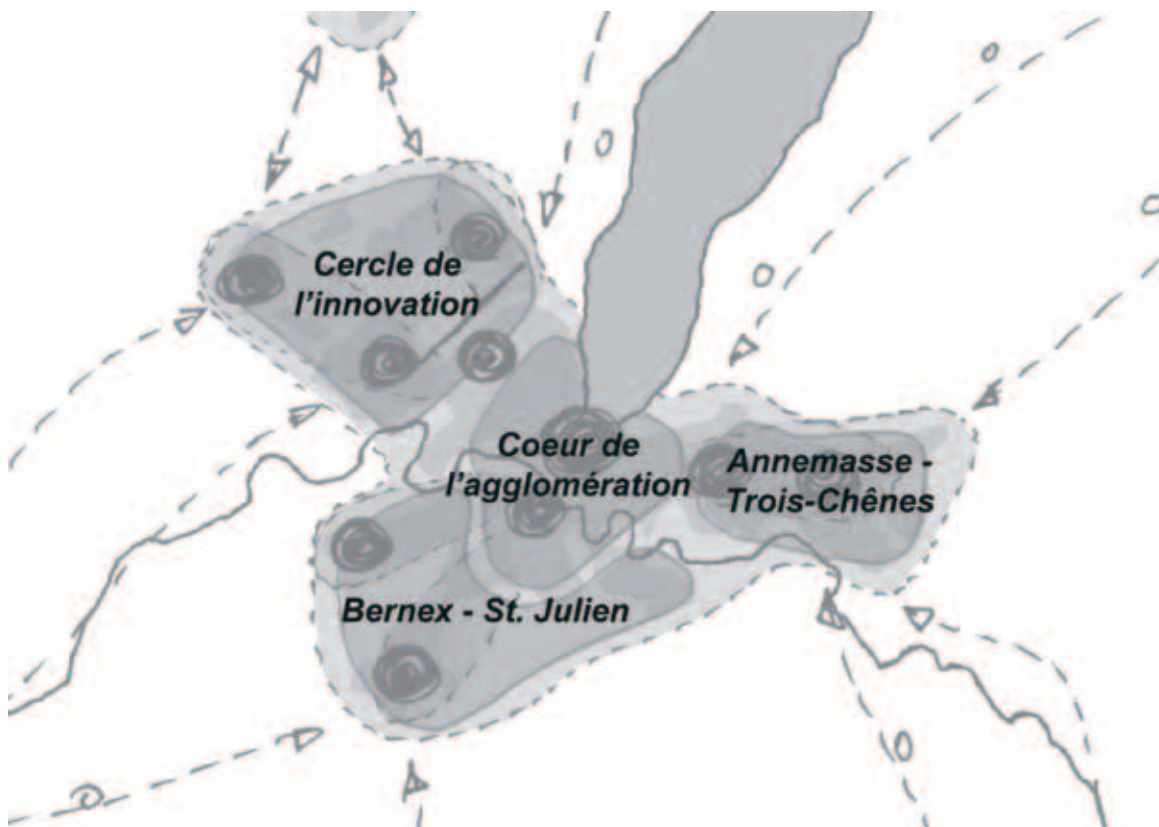 Cercle de
l'innovation
Coeur de
l'agglomération
Annemasse -
Trois-Chênes
Bernex - St. Julien